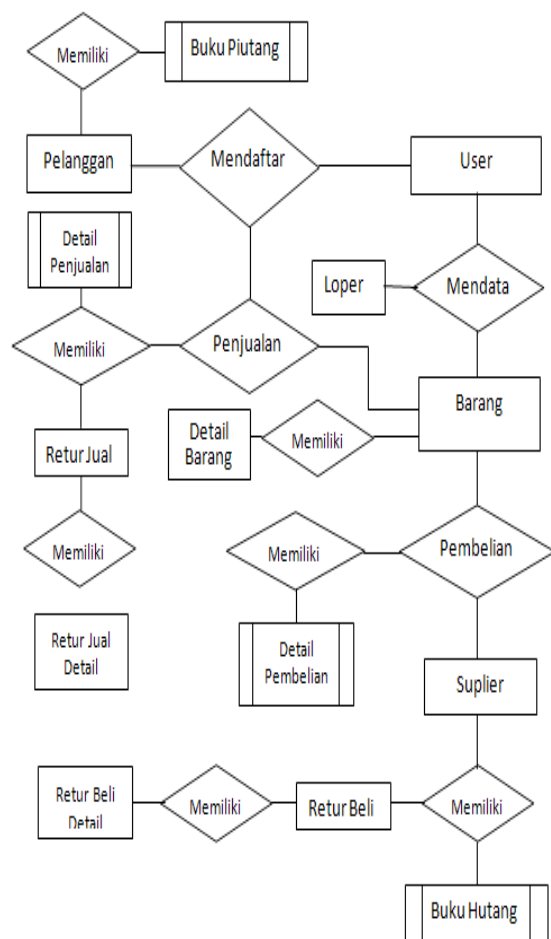 Memiliki
Buku Piutang
Pelanggan
Mendaftar
User
Detail
Penjualan
Loper
Mendata
Memiliki
Penjualan
Barang
Detail
Barang
Memiliki
Retur Jual
Memiliki
Memiliki
Pembelian
Retur Jual
Detail
Detail
Pembelian
Suplier
Retur Beli
Detail
Memiliki
Retur Beli
Memiliki
Buku Hutang